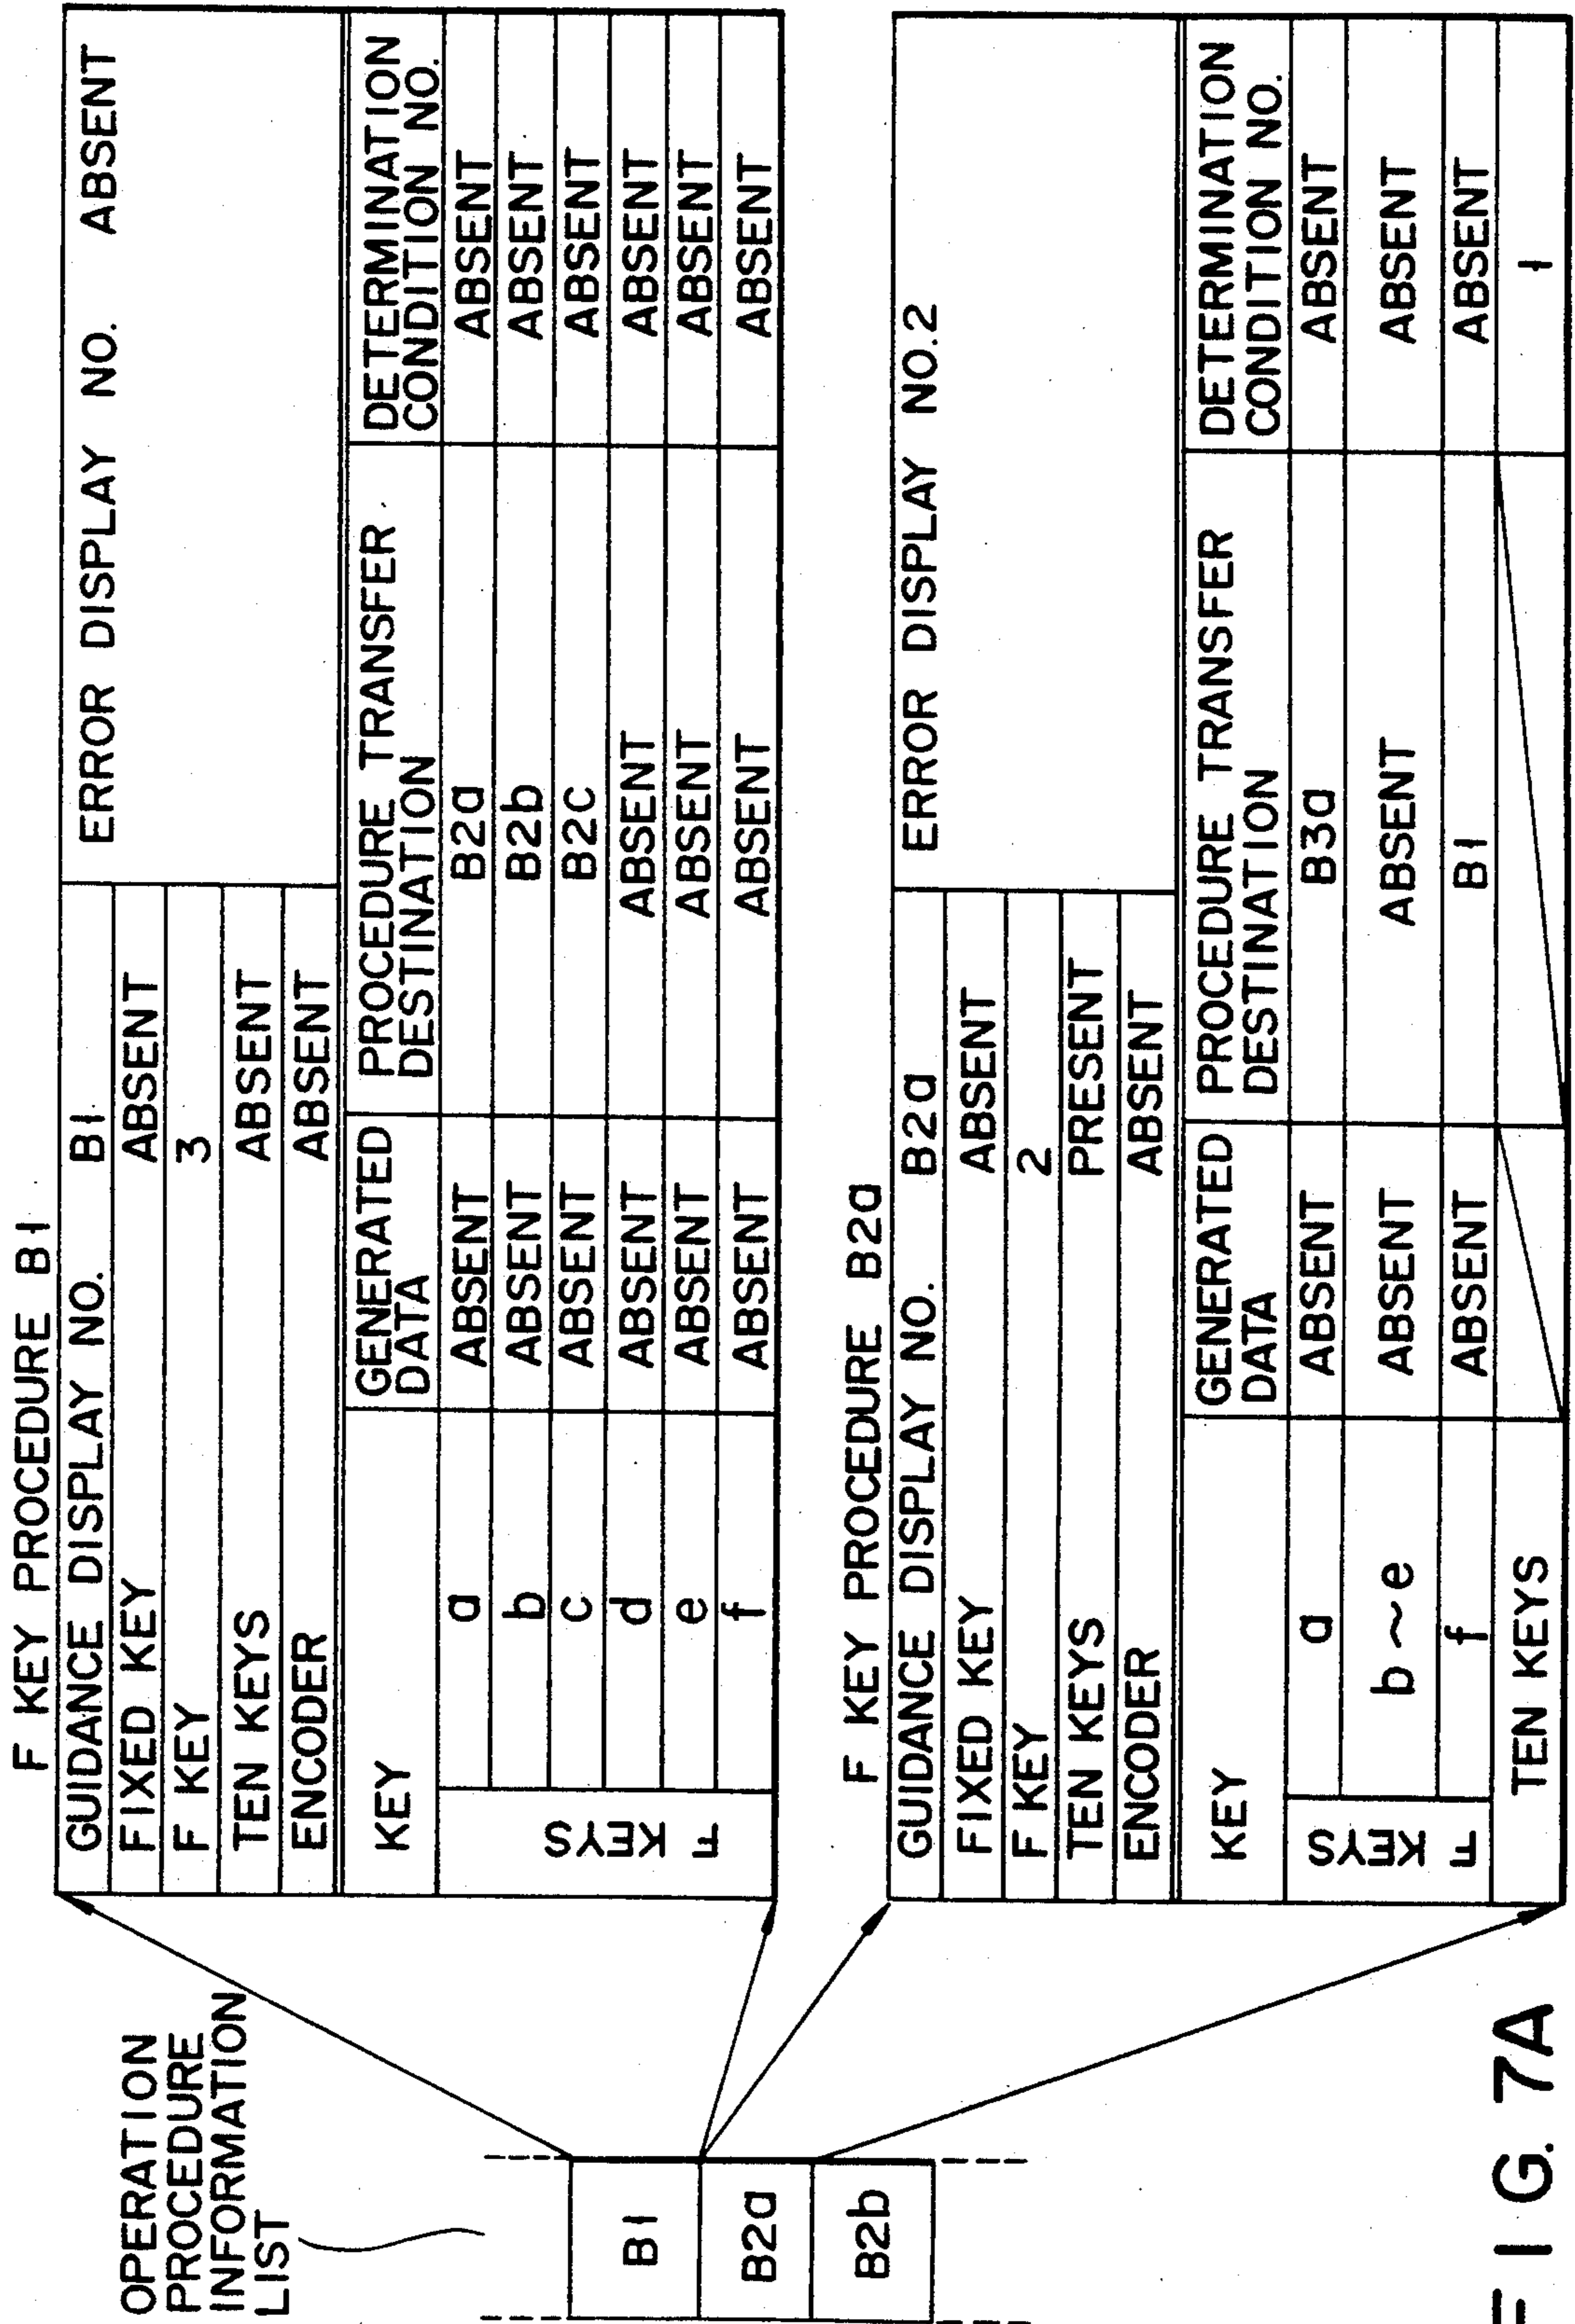 OPERATION
PROCEDURE
INFORMATION
LIST
B1
B2a
B2b
F KEY PROCEDURE B1
GUIDANCE DISPLAY NO. B1 ERROR DISPLAY NO. ABSENT
FIXED KEY ABSENT
F KEY 3
TEN KEYS ABSENT
ENCODER ABSENT
KEY GENERATED DATA PROCEDURE TRANSFER DESTINATION DETERMINATION CONDITION NO.
F KEYS
a ABSENT B2a ABSENT
b ABSENT B2b ABSENT
c ABSENT B2c ABSENT
d ABSENT ABSENT ABSENT
e ABSENT ABSENT ABSENT
f ABSENT ABSENT ABSENT
F KEY PROCEDURE B2a
GUIDANCE DISPLAY NO. B2a ERROR DISPLAY NO.2
FIXED KEY ABSENT
F KEY 2
TEN KEYS PRESENT
ENCODER ABSENT
KEY GENERATED DATA PROCEDURE TRANSFER DESTINATION DETERMINATION CONDITION NO.
F KEYS
a ABSENT B3a ABSENT
b~e ABSENT ABSENT ABSENT
f ABSENT B1 ABSENT
TEN KEYS 1
FIG. 7A